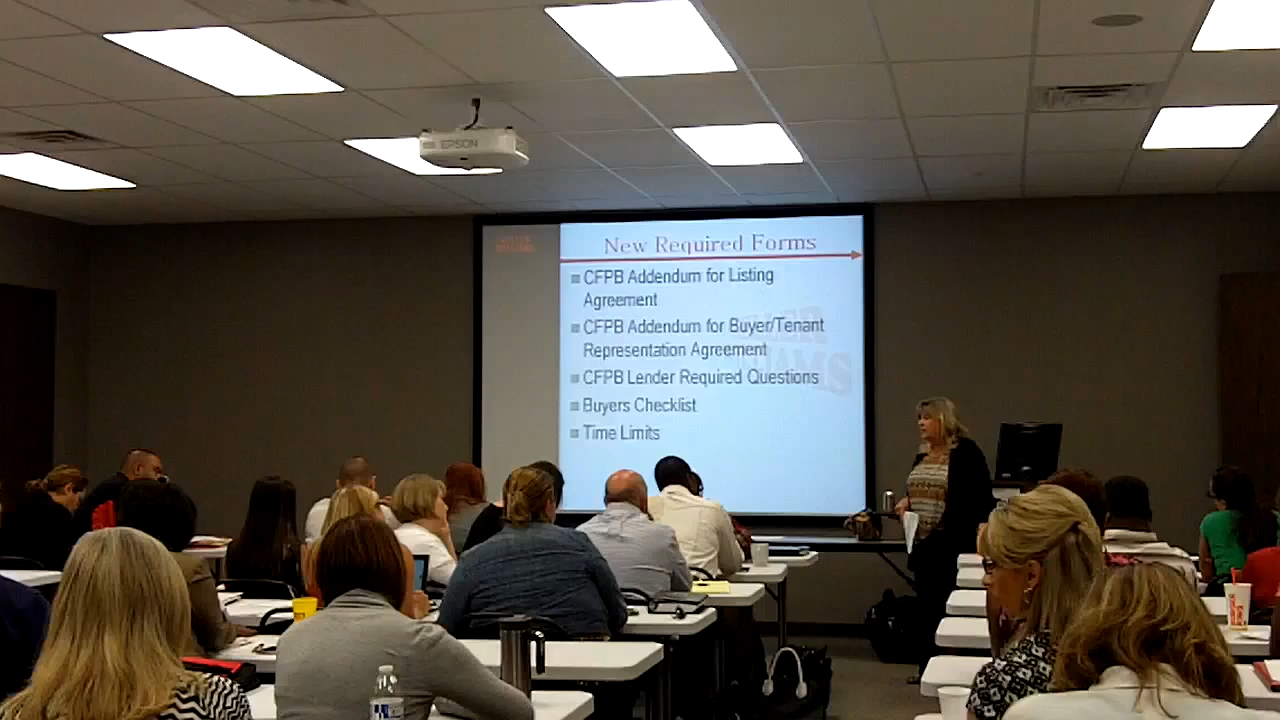 EPSON
New Required Forms
CFPB Addendum for Listing
Agreement
CFPB Addendum for Buyer/Tenant
Representation Agreement
CFPB Lender Required Questions
Buyers Checklist
Time Limits